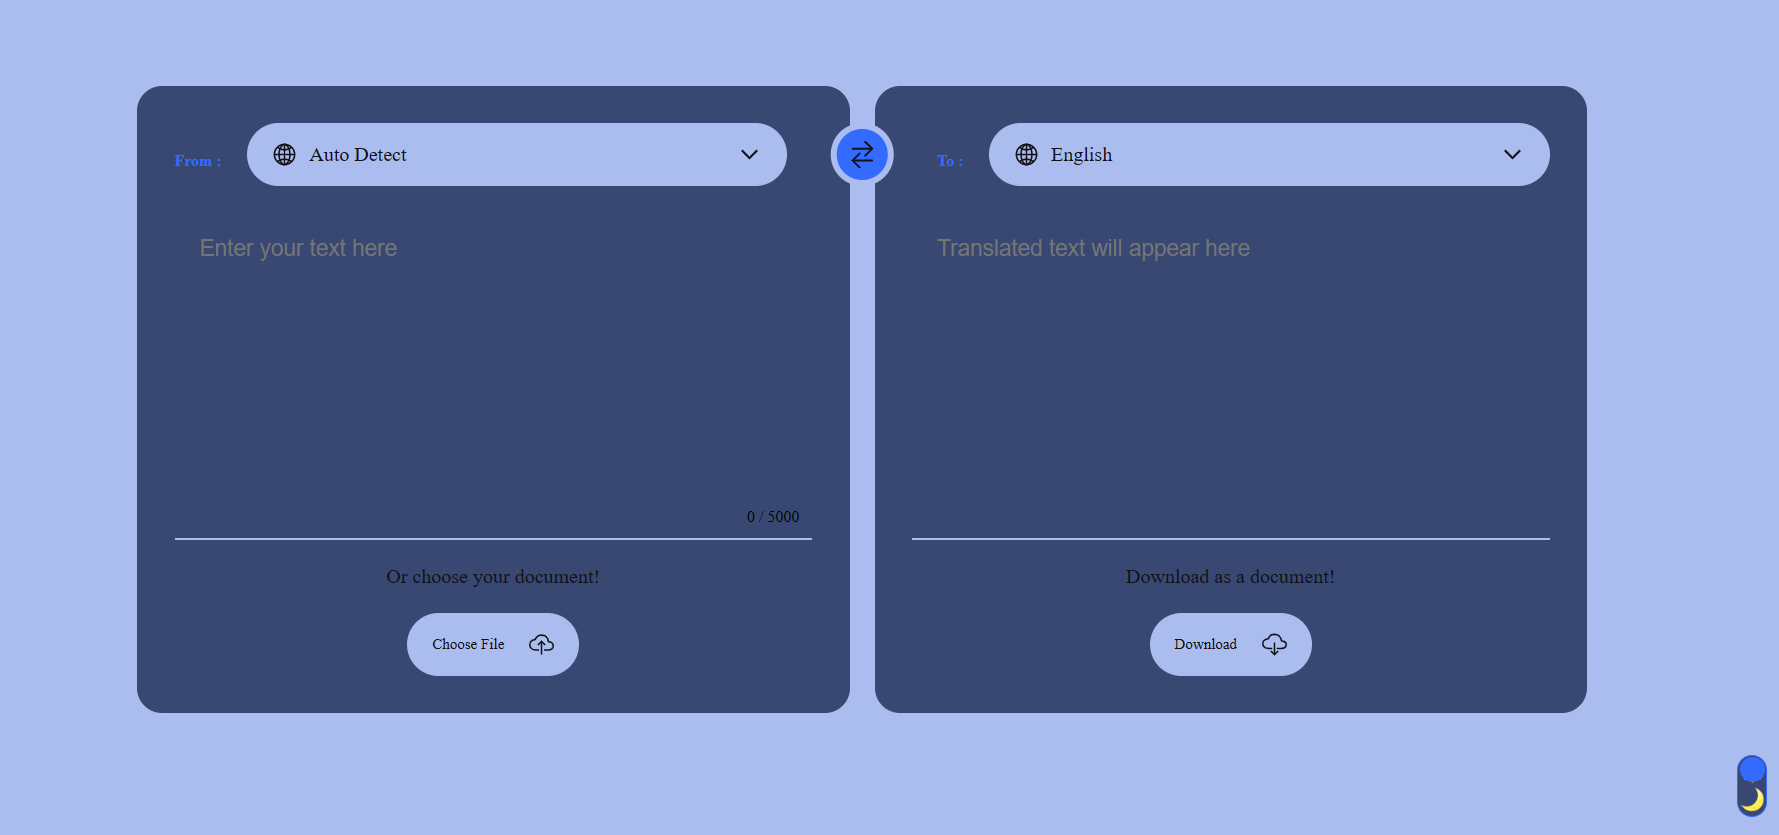 From :
Auto Detect
Enter your text here
0 / 5000
Or choose your document!
Choose File
To :
English
Translated text will appear here
Download as a document!
Download